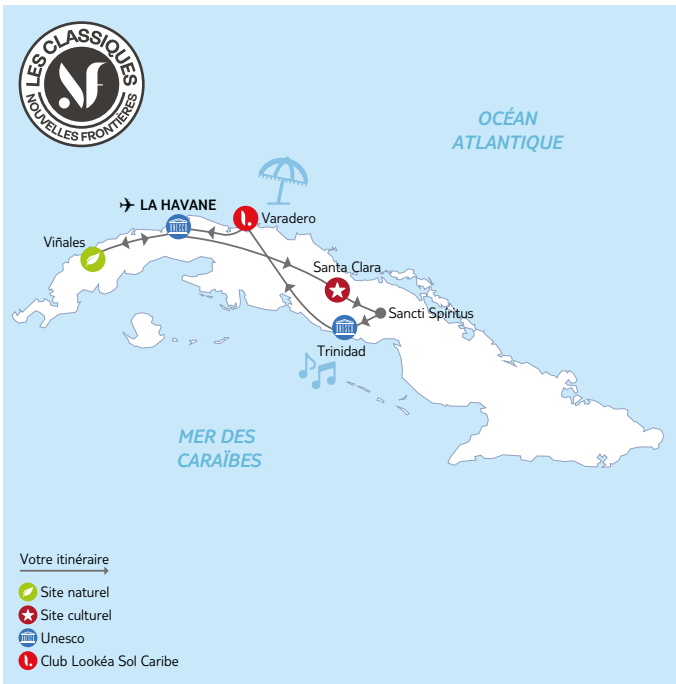 LES CLASSIQUES
NOUVELLES FRONTIÈRES
OCÉAN
ATLANTIQUE
LA HAVANE
Varadero
Viñales
Santa Clara
Sancti Spíritus
Trinidad
MER DES
CARAÏBES
Votre itinéraire
Site naturel
Site culturel
Unesco
Club Lookéa Sol Caribe